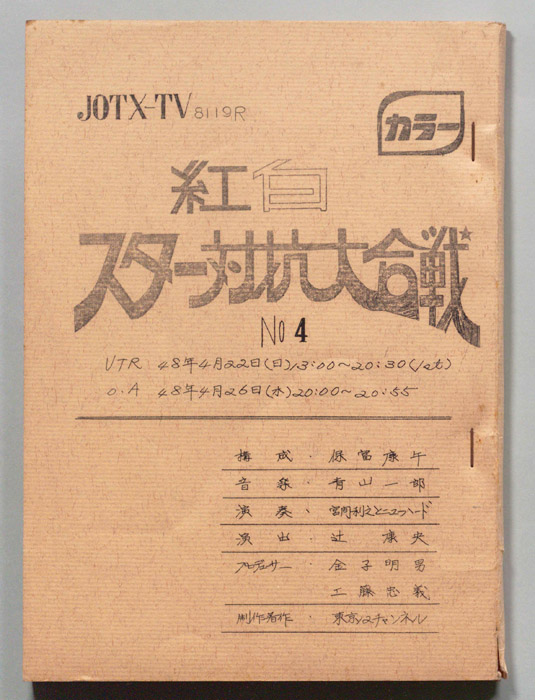 JOTX-TV 8119R
カラー
紅白
スター対抗大合戦
No 4
VTR 48年4月22日(日)13:00~20:30(1st)
O.A 48年4月26日(木)20:00~20:55
構成・保富康午
音楽・青山一郎
演奏・宮間利之とニューハード
演出・辻康央
プロデューサー・金子明男
工藤忠義
制作著作・東京12チャンネル